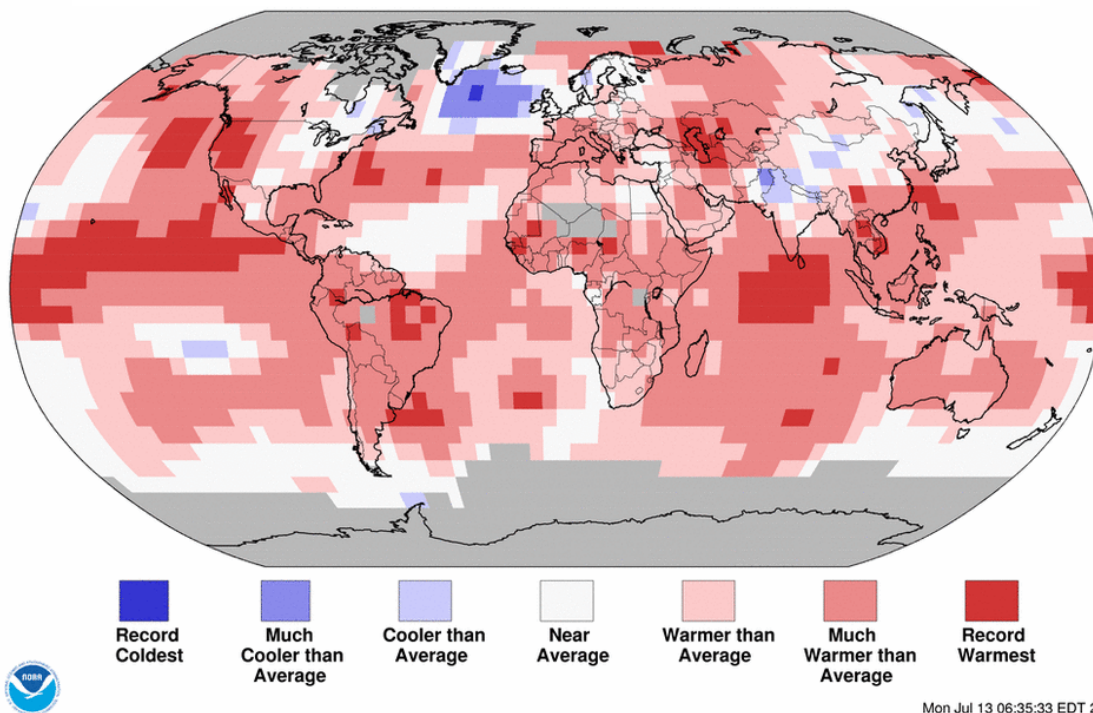 Record
Coldest
Much
Cooler than
Average
Cooler than
Average
Near
Average
Warmer than
Average
Much
Warmer than
Average
Record
Warmest
NOAA
Mon Jul 13 06:35:33 EDT 2